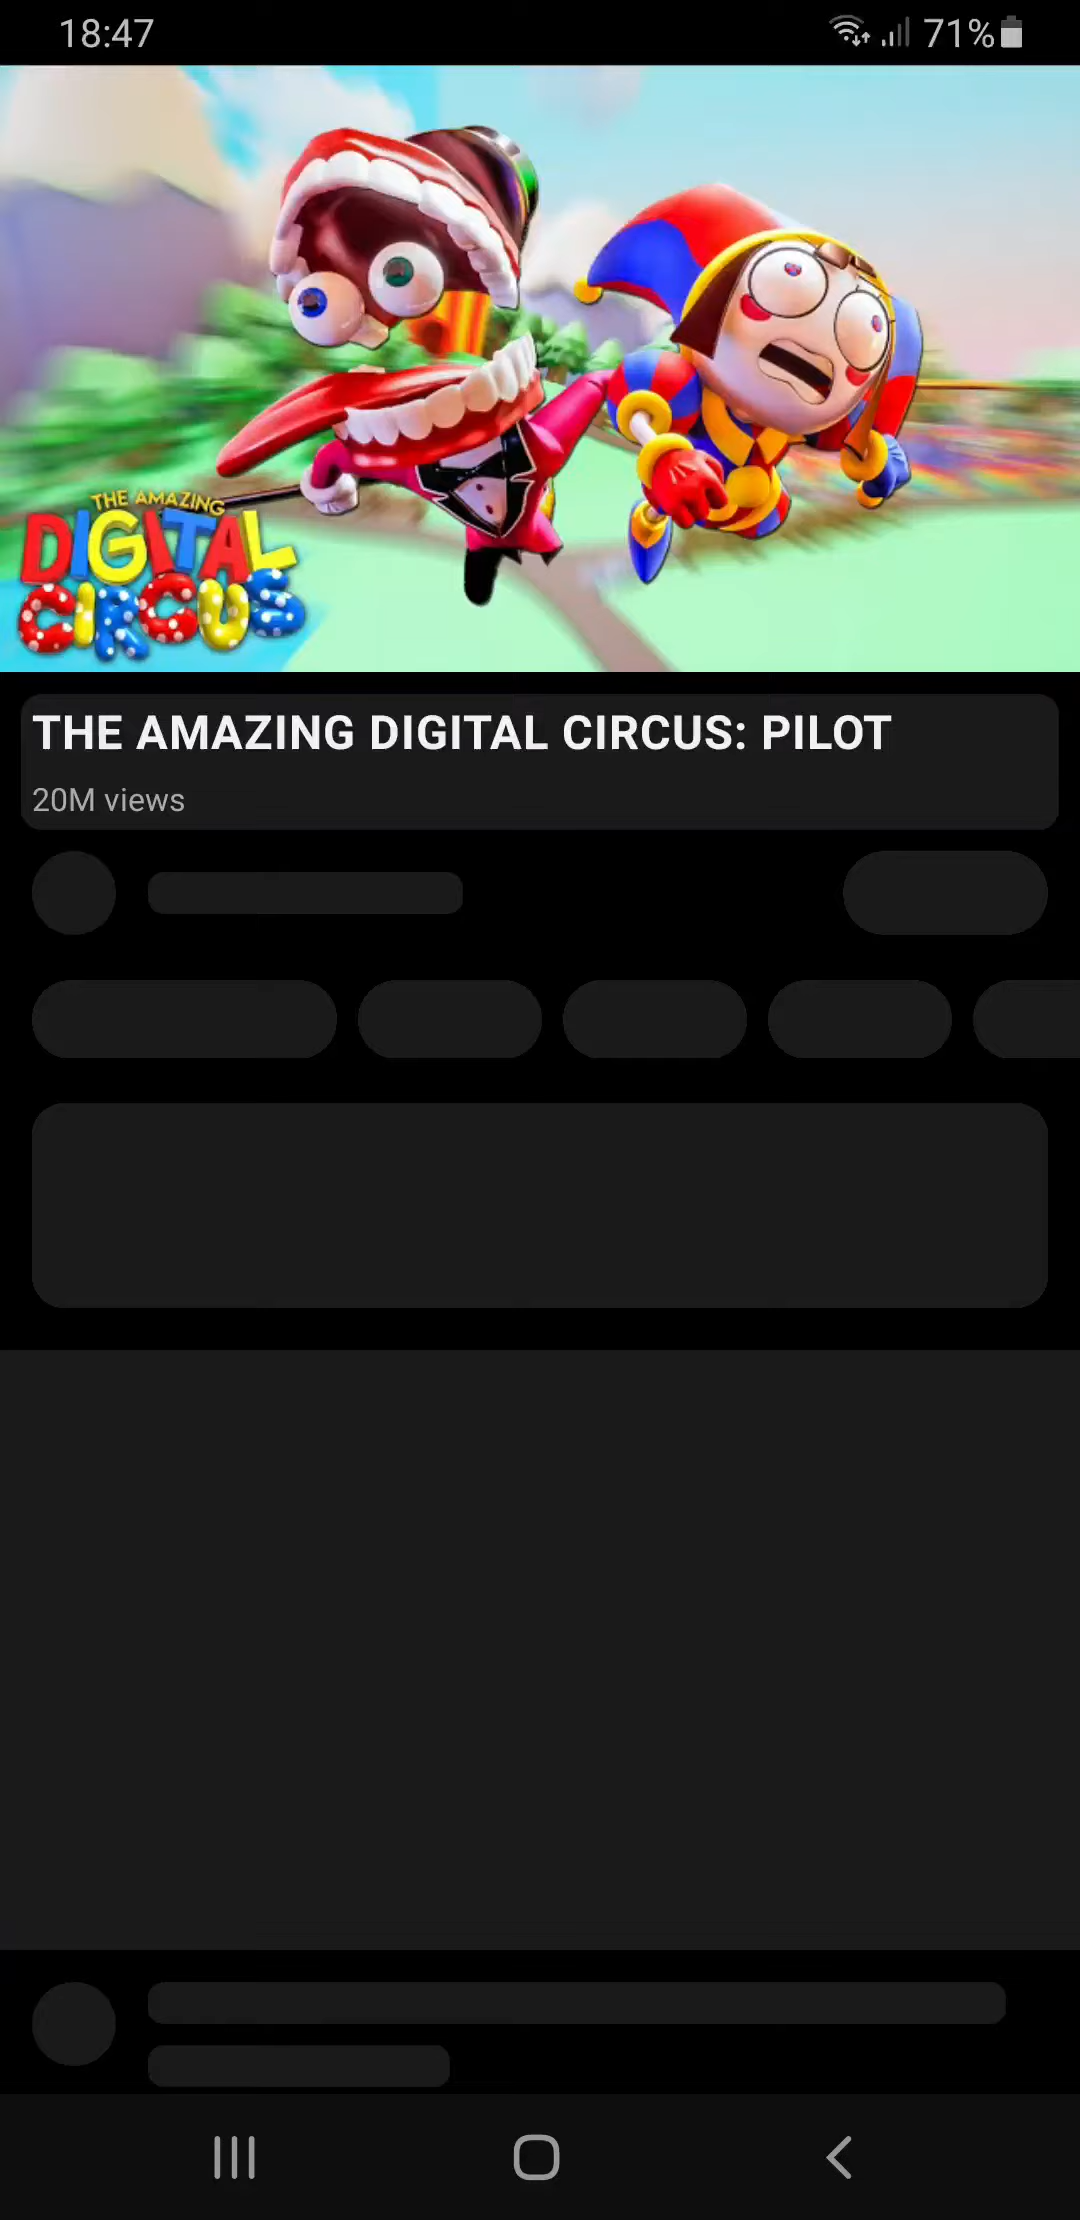 18:47
71%
THE AMAZING
DIGITAL
CIRCUS
THE AMAZING DIGITAL CIRCUS: PILOT
20M views